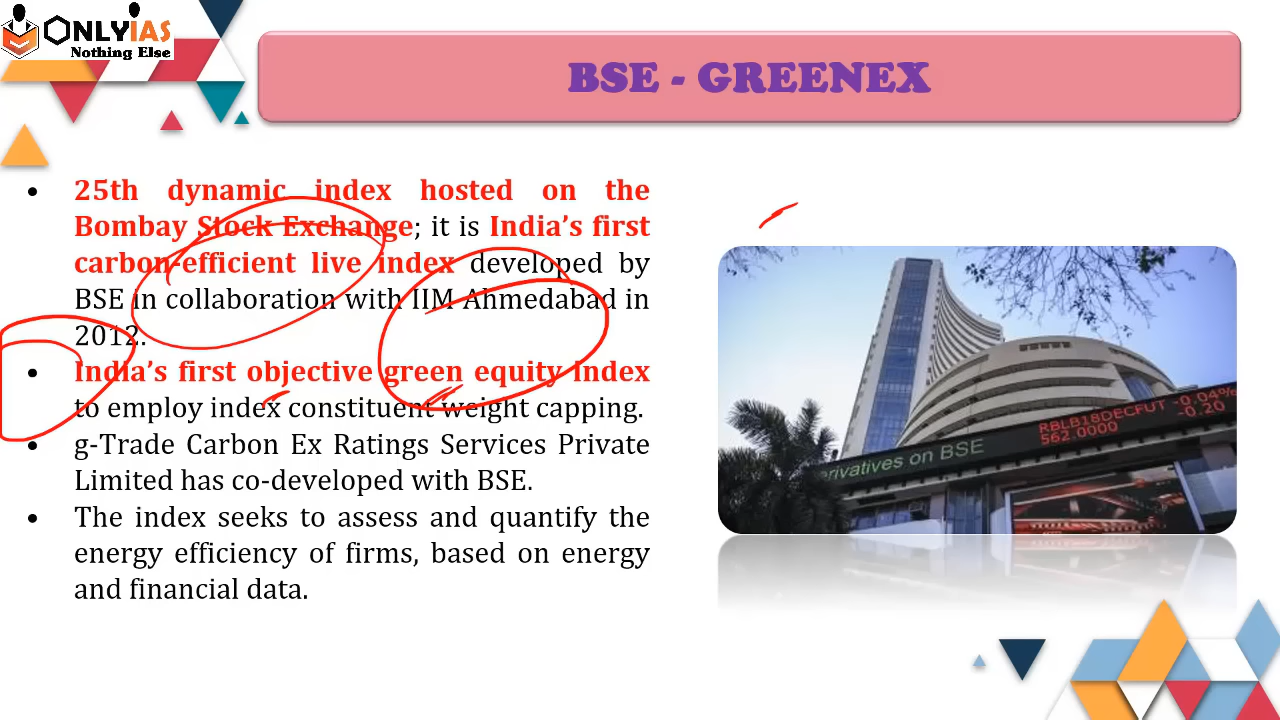 ONLYIAS
Nothing Else
BSE - GREENEX
• 25th dynamic index hosted on the
Bombay Stock Exchange; it is India's first
carbon-efficient live index developed by
BSE in collaboration with IIM Ahmedabad in
2012.
• India's first objective green equity index
to employ index constituent weight capping.
• g-Trade Carbon Ex Ratings Services Private
Limited has co-developed with BSE.
• The index seeks to assess and quantify the
energy efficiency of firms, based on energy
and financial data.
erivatives on BSE
RBLB18DECFUT -0.04%
562.0000 -0.20